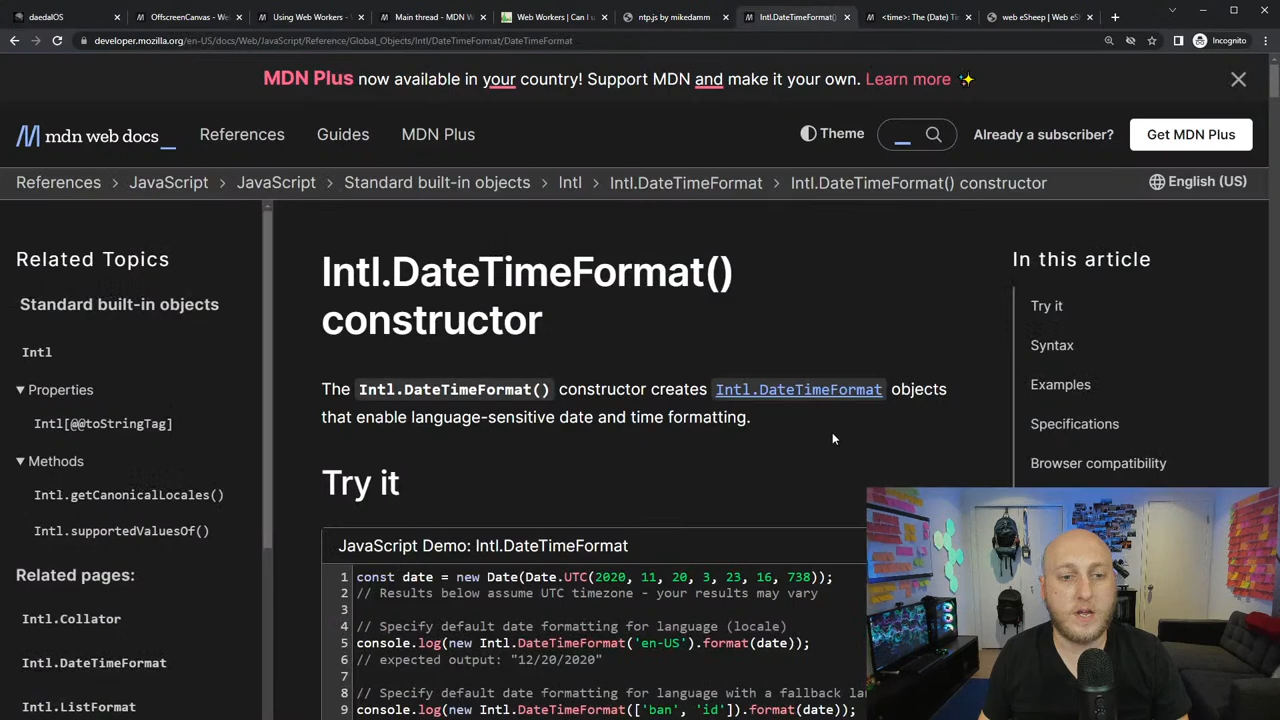 daedalOS
OffscreenCanvas - We
Using Web Workers -
Main thread - MDN W
Web Workers | Can I u
ntp.js by mikedamm
Intl.DateTimeFormat()
<time>: The (Date) Tim
web eSheep | Web eS
developer.mozilla.org/en-US/docs/Web/JavaScript/Reference/Global_Objects/Intl/DateTimeFormat/DateTimeFormat
Incognito
MDN Plus now available in your country! Support MDN and make it your own. Learn more ✨
mdn web docs_
References
Guides
MDN Plus
Theme
Already a subscriber?
Get MDN Plus
References > JavaScript > JavaScript > Standard built-in objects > Intl > Intl.DateTimeFormat > Intl.DateTimeFormat() constructor
English (US)
Related Topics
Standard built-in objects
Intl
Properties
Intl[@@toStringTag]
Methods
Intl.getCanonicalLocales()
Intl.supportedValuesOf()
Related pages:
Intl.Collator
Intl.DateTimeFormat
Intl.ListFormat
Intl.DateTimeFormat()
constructor
The Intl.DateTimeFormat() constructor creates Intl.DateTimeFormat objects
that enable language-sensitive date and time formatting.
Try it
JavaScript Demo: Intl.DateTimeFormat
1 const date = new Date(Date.UTC(2020, 11, 20, 3, 23, 16, 738));
2 // Results below assume UTC timezone - your results may vary
3
4 // Specify default date formatting for language (locale)
5 console.log(new Intl.DateTimeFormat('en-US').format(date));
6 // expected output: "12/20/2020"
7
8 // Specify default date formatting for language with a fallback la
9 console.log(new Intl.DateTimeFormat(['ban', 'id']).format(date));
In this article
Try it
Syntax
Examples
Specifications
Browser compatibility